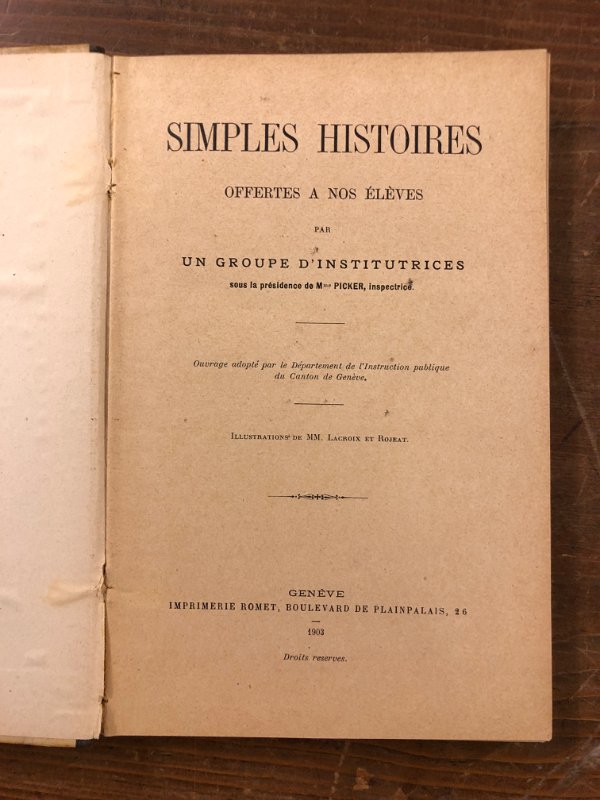 SIMPLES HISTOIRES
OFFERTES A NOS ÉLÈVES
PAR
UN GROUPE D'INSTITUTRICES
sous la présidence de Mme PICKER, inspectrice.
Ouvrage adopté par le Département de l'Instruction publique
du Canton de Genève.
ILLUSTRATIONS DE MM. LACROIX ET ROJRAT.
GENÈVE
IMPRIMERIE ROMET, BOULEVARD DE PLAINPALAIS, 26
1903
Droits reserves.